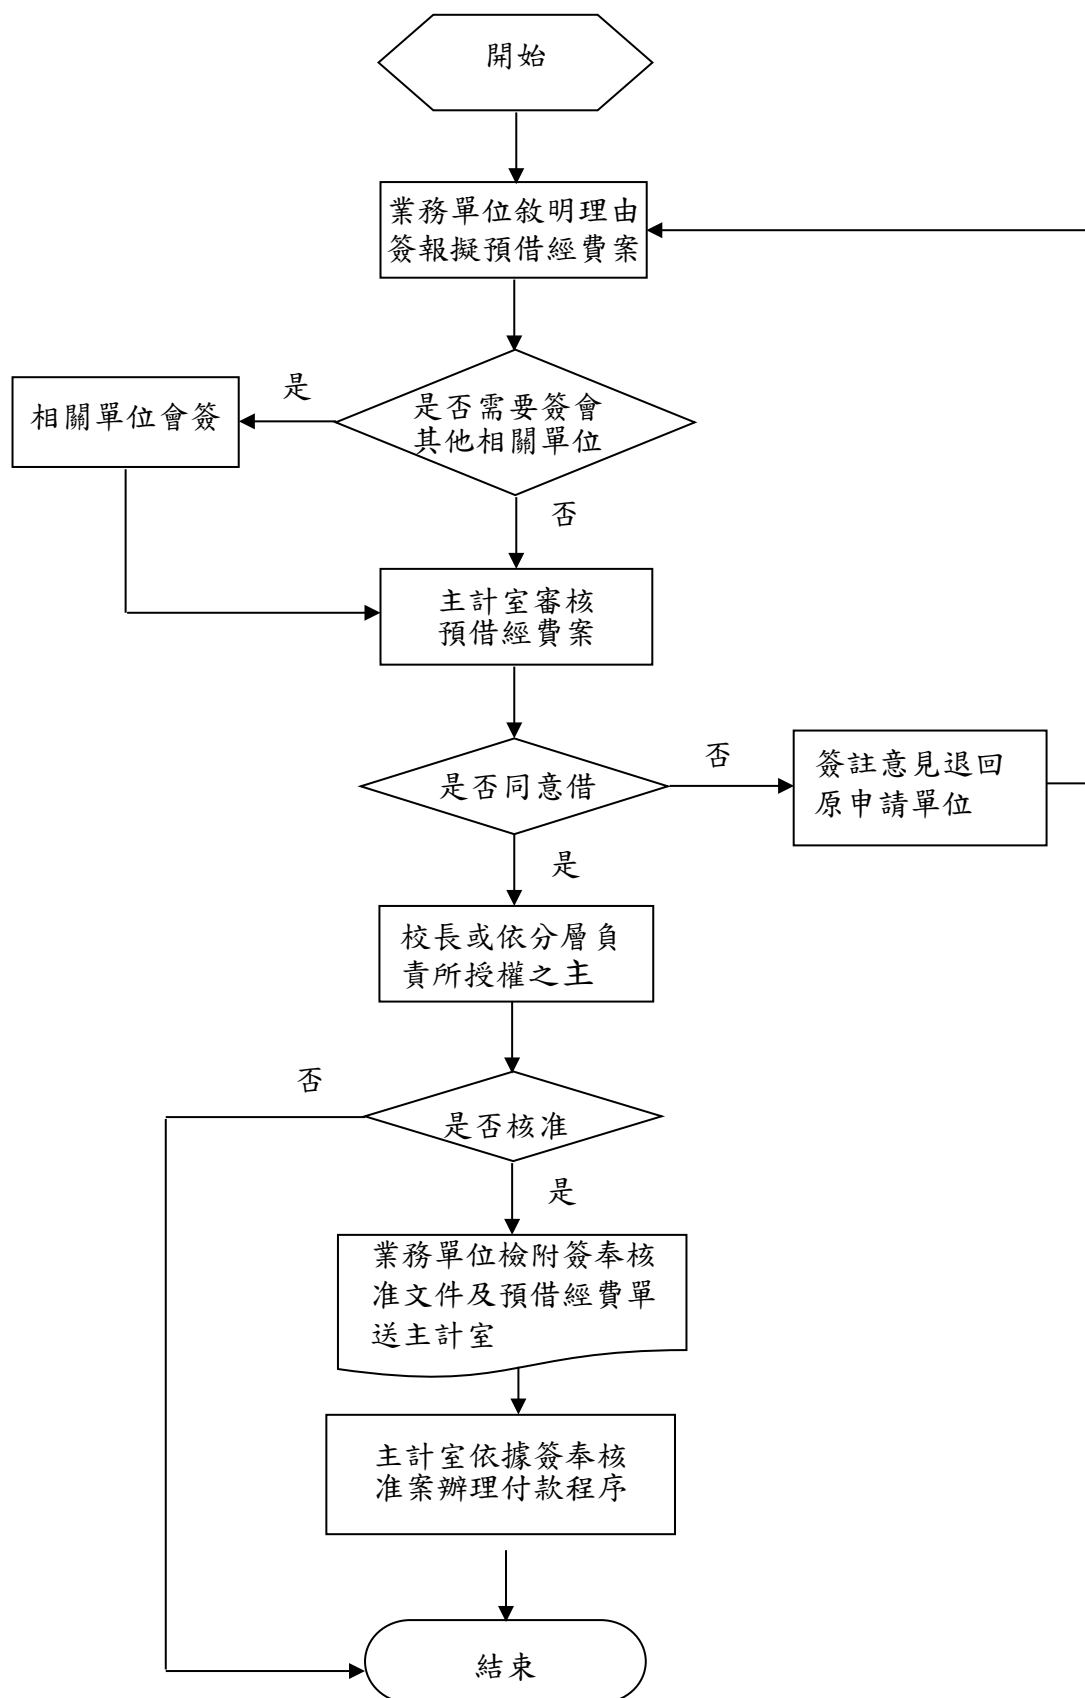 開始
業務單位敘明理由
簽報擬預借經費案
是
相關單位會簽
是否需要簽會
其他相關單位
否
主計室審核
預借經費案
是否同意借
否
簽註意見退回
原申請單位
是
校長或依分層負
責所授權之主
否
是否核准
是
業務單位檢附簽奉核
准文件及預借經費單
送主計室
主計室依據簽奉核
准案辦理付款程序
結束